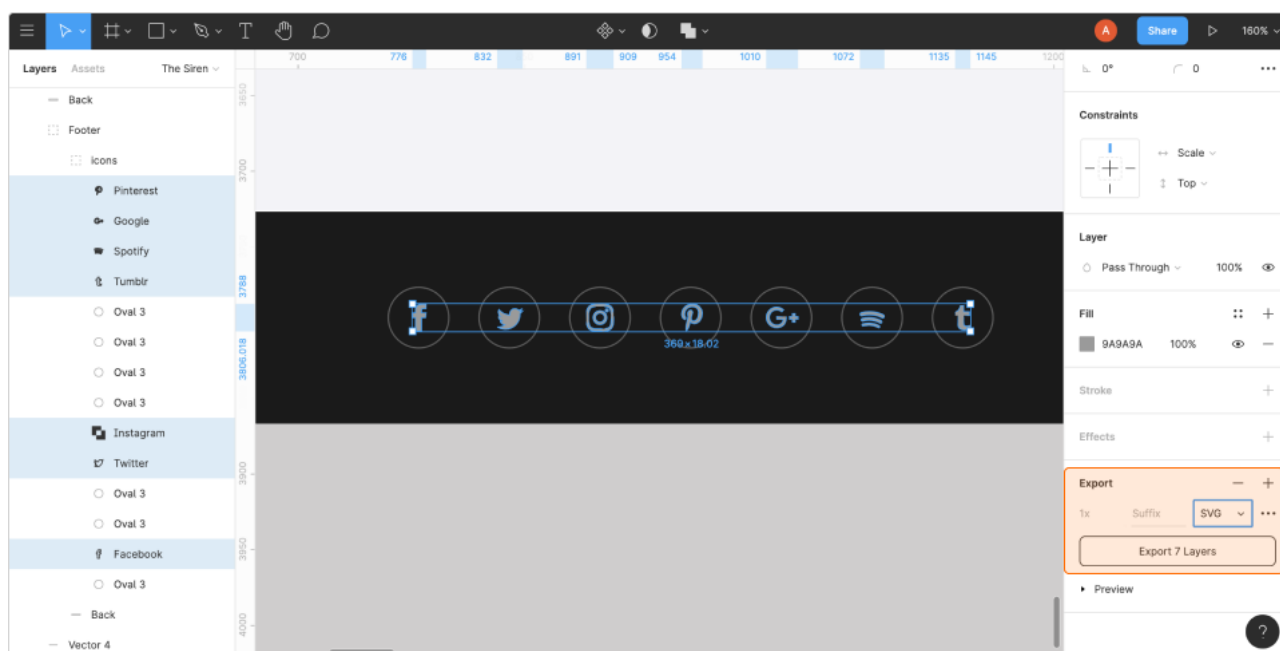 T A Share 160%
Layers Assets The Siren
700 776 832 891 909 954 1010 1072 1135 1145 1200
Back
Footer
icons
Pinterest
Google
Spotify
Tumblr
Oval 3
Oval 3
Oval 3
Oval 3
Instagram
Twitter
Oval 3
Oval 3
Facebook
Oval 3
Back
Vector 4
3650
3700
3788
3806.018
3900
3950
4000
f G+ t
369 x 18.02
0° 0
Constraints
Scale
Top
Layer
Pass Through 100%
Fill
9A9A9A 100%
Stroke
Effects
Export
1x Suffix SVG
Export 7 Layers
Preview
?